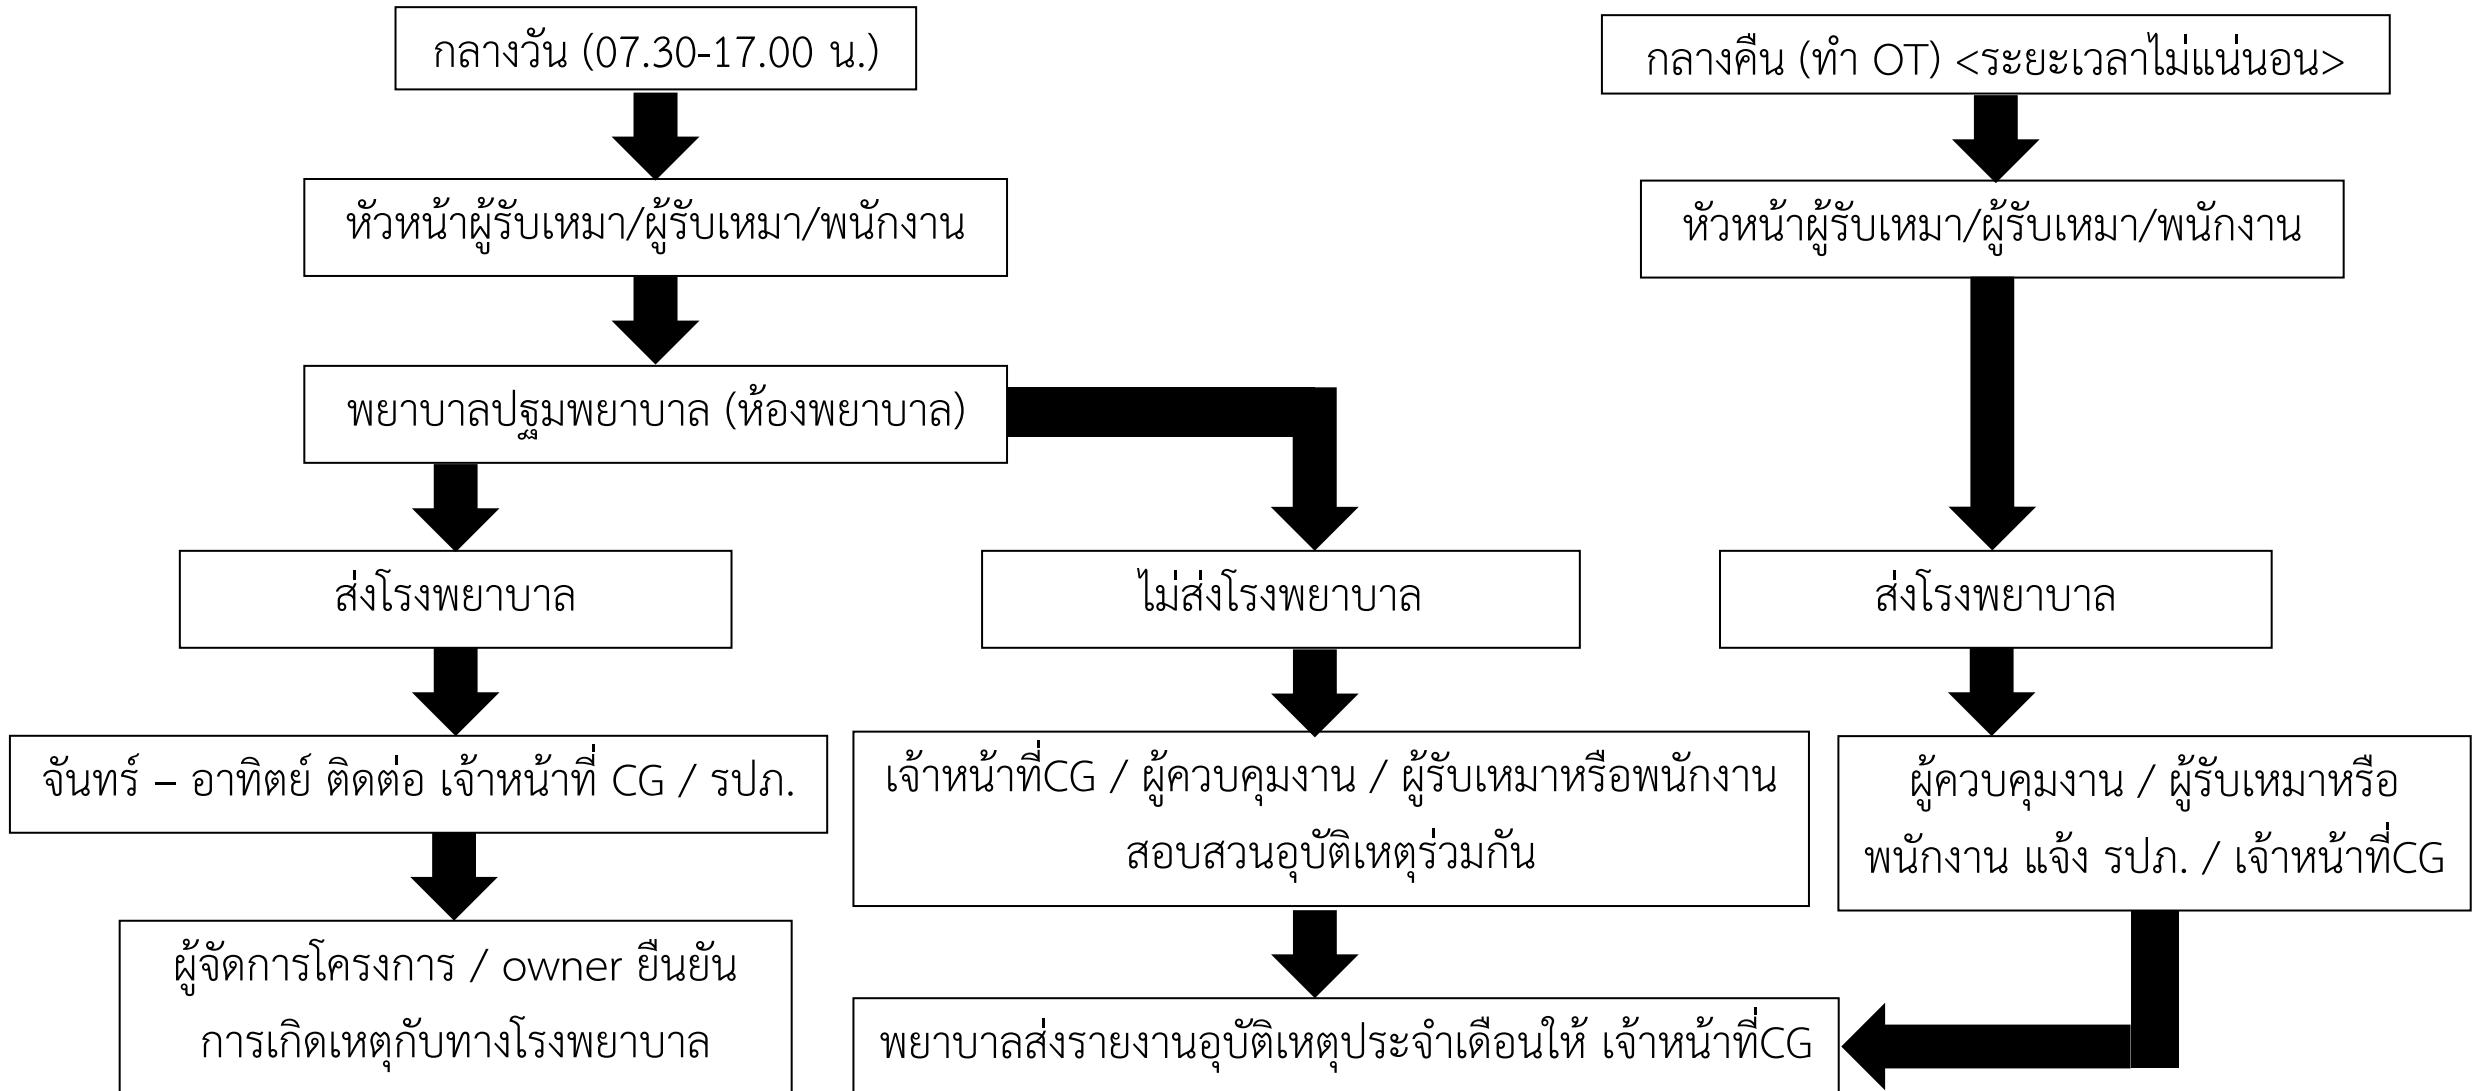 กลางวัน (07.30-17.00 น.)
กลางคืน (ทำ OT) <ระยะเวลาไม่แน่นอน>
หัวหน้าผู้รับเหมา/ผู้รับเหมา/พนักงาน
หัวหน้าผู้รับเหมา/ผู้รับเหมา/พนักงาน
พยาบาลปฐมพยาบาล (ห้องพยาบาล)
ส่งโรงพยาบาล
ไม่ส่งโรงพยาบาล
ส่งโรงพยาบาล
จันทร์ – อาทิตย์ ติดต่อ เจ้าหน้าที่ CG / รปภ.
เจ้าหน้าที่CG / ผู้ควบคุมงาน / ผู้รับเหมาหรือพนักงาน
สอบสวนอุบัติเหตุร่วมกัน
ผู้ควบคุมงาน / ผู้รับเหมาหรือ
พนักงาน แจ้ง รปภ. / เจ้าหน้าที่CG
ผู้จัดการโครงการ / owner ยืนยัน
การเกิดเหตุกับทางโรงพยาบาล
พยาบาลส่งรายงานอุบัติเหตุประจำเดือนให้ เจ้าหน้าที่CG